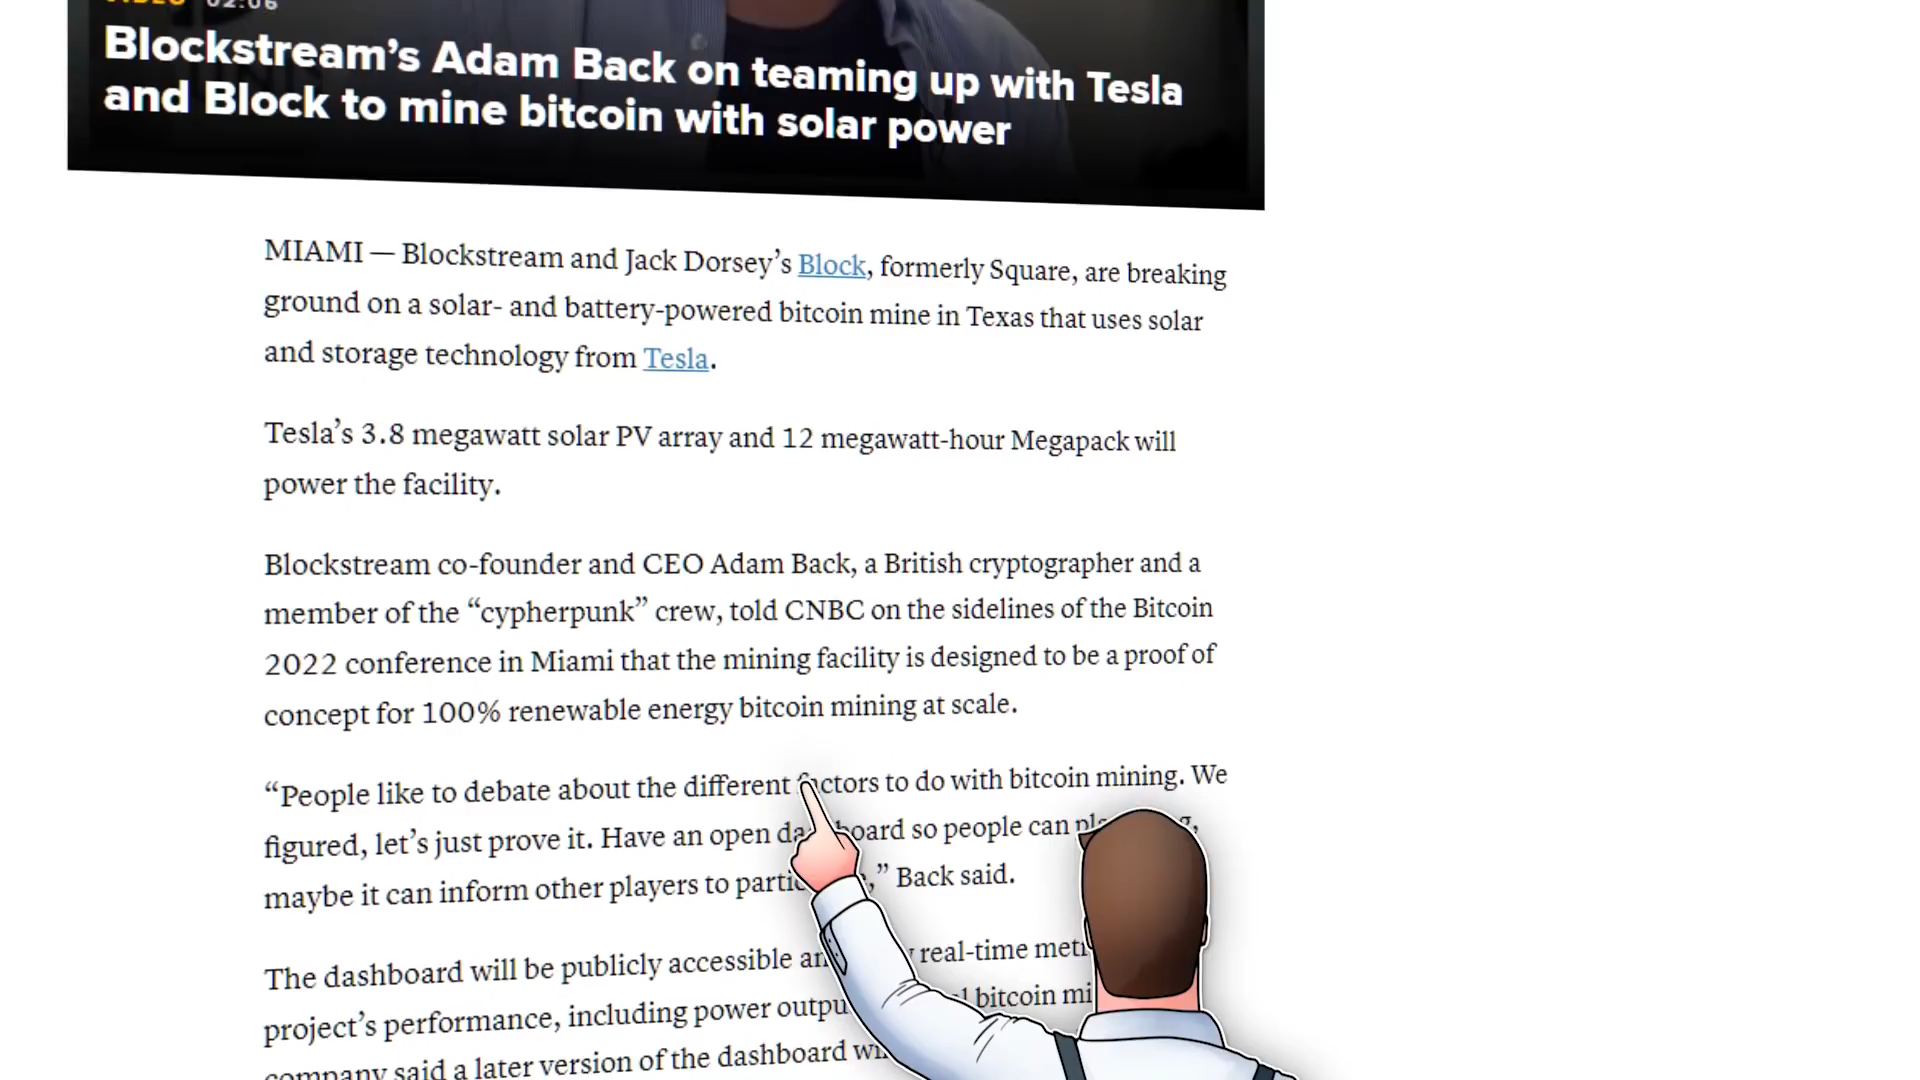 02:06
Blockstream’s Adam Back on teaming up with Tesla
and Block to mine bitcoin with solar power
MIAMI — Blockstream and Jack Dorsey’s Block, formerly Square, are breaking
ground on a solar- and battery-powered bitcoin mine in Texas that uses solar
and storage technology from Tesla.
Tesla’s 3.8 megawatt solar PV array and 12 megawatt-hour Megapack will
power the facility.
Blockstream co-founder and CEO Adam Back, a British cryptographer and a
member of the “cypherpunk” crew, told CNBC on the sidelines of the Bitcoin
2022 conference in Miami that the mining facility is designed to be a proof of
concept for 100% renewable energy bitcoin mining at scale.
“People like to debate about the different factors to do with bitcoin mining. We
figured, let’s just prove it. Have an open dashboard so people can
maybe it can inform other players to ,” Back said.
The dashboard will be publicly accessible real-time
project’s performance, including power bitcoin
company said a later version of the dashboard